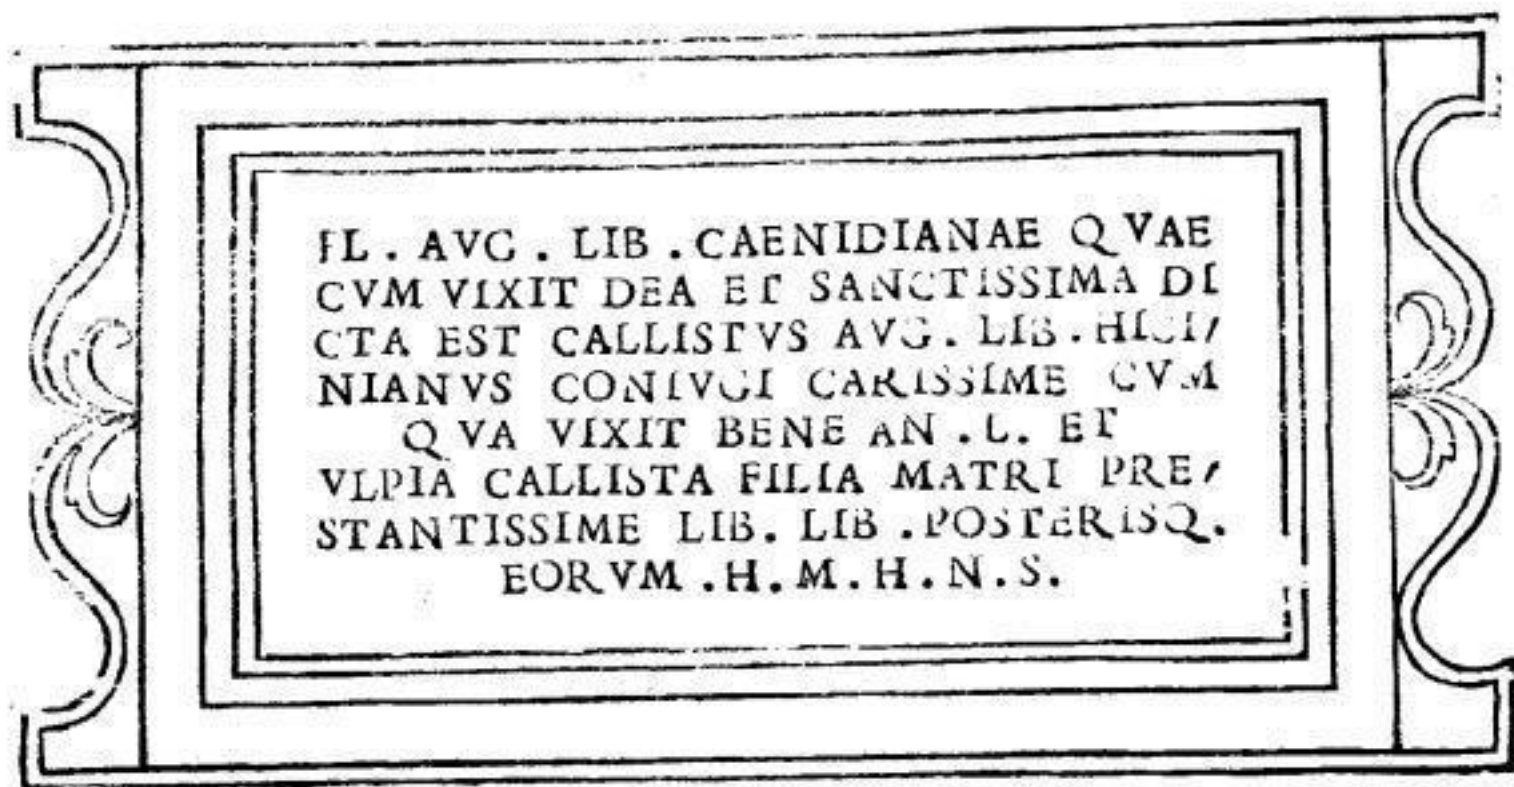 FL. AVG. LIB. CAENIDIANAE QVAE
CVM VIXIT DEA ET SANCTISSIMA DI
CTA EST CALLISTVS AVG. LIB. HICI/
NIANVS CONIVGI CARISSIME CVM
QVA VIXIT BENE AN. L. ET
VLPIA CALLISTA FILIA MATRI PRE/
STANTISSIME LIB. LIB. POSTERISQ.
EORVM. H. M. H. N. S.